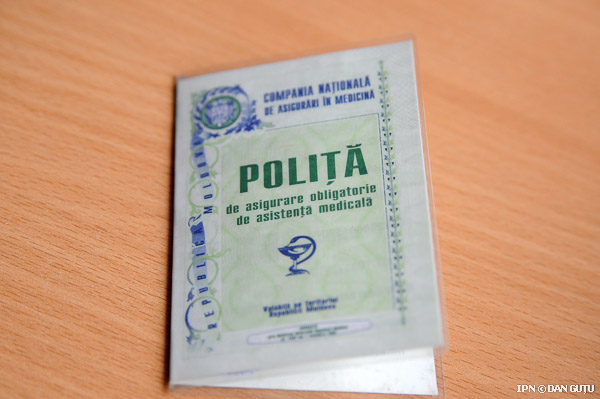 COMPANIA NAȚIONALĂ
DE ASIGURĂRI ÎN MEDICINĂ
REPUBLICA MOLDOVA
POLIȚĂ
de asigurare obligatorie
de asistență medicală
Valabilă pe teritoriul
Republicii Moldova
IPN © DAN GUȚU